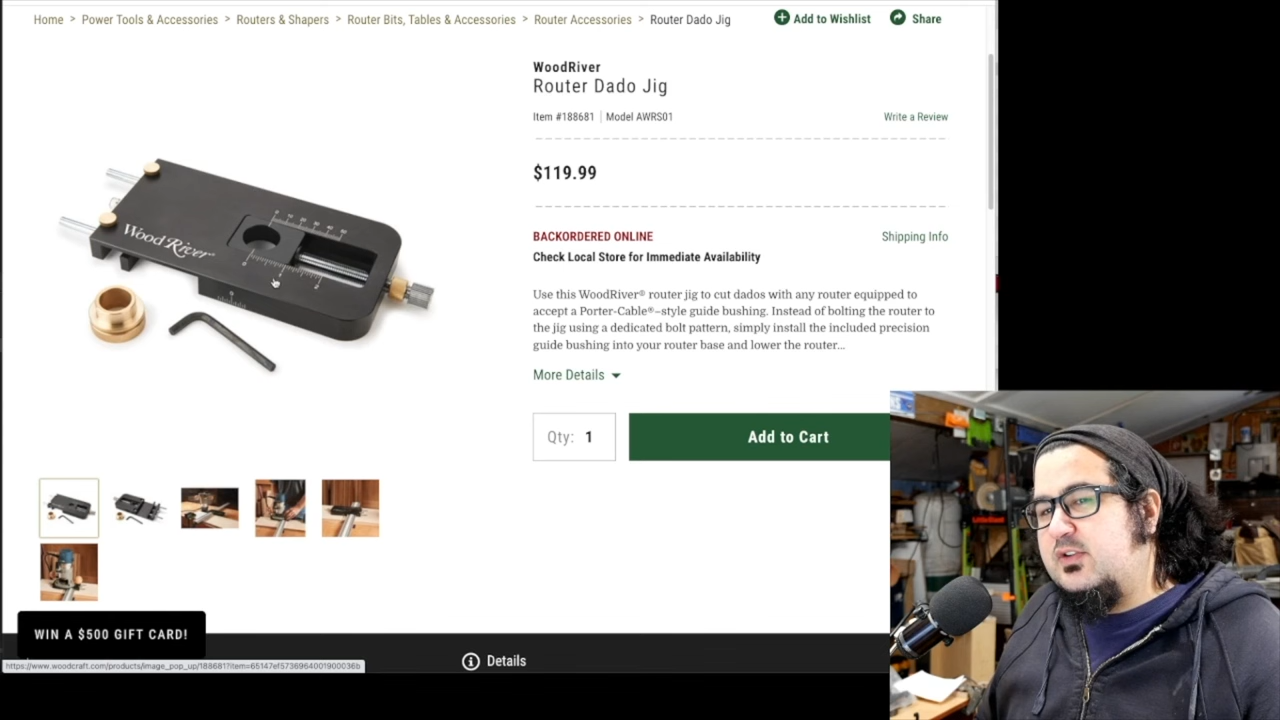 Home > Power Tools & Accessories > Routers & Shapers > Router Bits, Tables & Accessories > Router Accessories > Router Dado Jig
Add to Wishlist
Share
WoodRiver
Router Dado Jig
Item #188681 | Model AWRS01
Write a Review
$119.99
BACKORDERED ONLINE
Shipping Info
Check Local Store for Immediate Availability
Use this WoodRiver® router jig to cut dados with any router equipped to
accept a Porter-Cable®–style guide bushing. Instead of bolting the router to
the jig using a dedicated bolt pattern, simply install the included precision
guide bushing into your router base and lower the router...
More Details
Qty: 1
Add to Cart
WoodRiver
WIN A $500 GIFT CARD!
Details